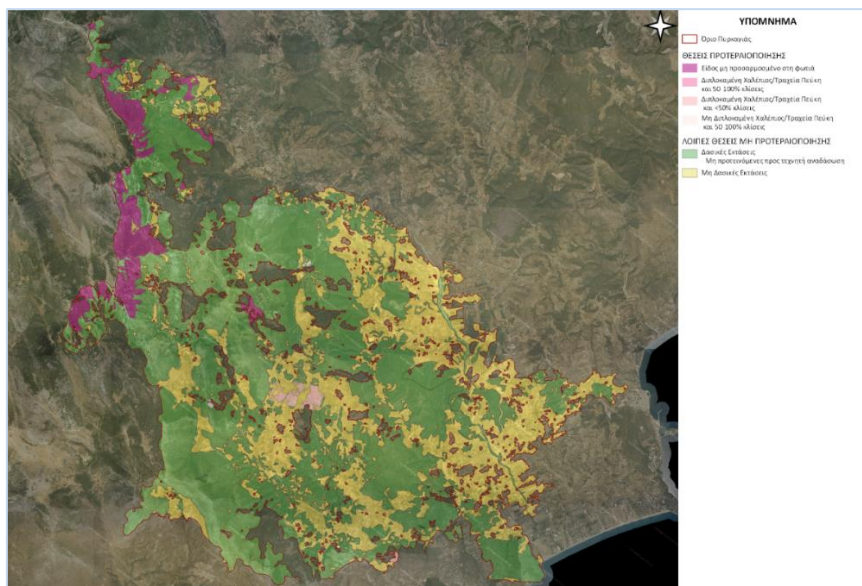 ΥΠΟΜΝΗΜΑ
Όριο Πυρκαγιάς
ΘΕΣΕΙΣ ΠΡΟΤΕΡΑΙΟΠΟΙΗΣΗΣ
Είδος μη προσαρμοσμένο στη φωτιά
Διπλοκαμένη Χαλέπιος/Τραχεία Πεύκη
και 50 100% κλίσεις
Διπλοκαμένη Χαλέπιος/Τραχεία Πεύκη
και <50% κλίσεις
Μη Διπλοκαμένη Χαλέπιος/Τραχεία Πεύκη
και 50 100% κλίσεις
ΛΟΙΠΕΣ ΘΕΣΕΙΣ ΜΗ ΠΡΟΤΕΡΑΙΟΠΟΙΗΣΗΣ
Δασικές Εκτάσεις
Μη προτεινόμενες προς τεχνητή αναδάσωση
Μη Δασικές Εκτάσεις